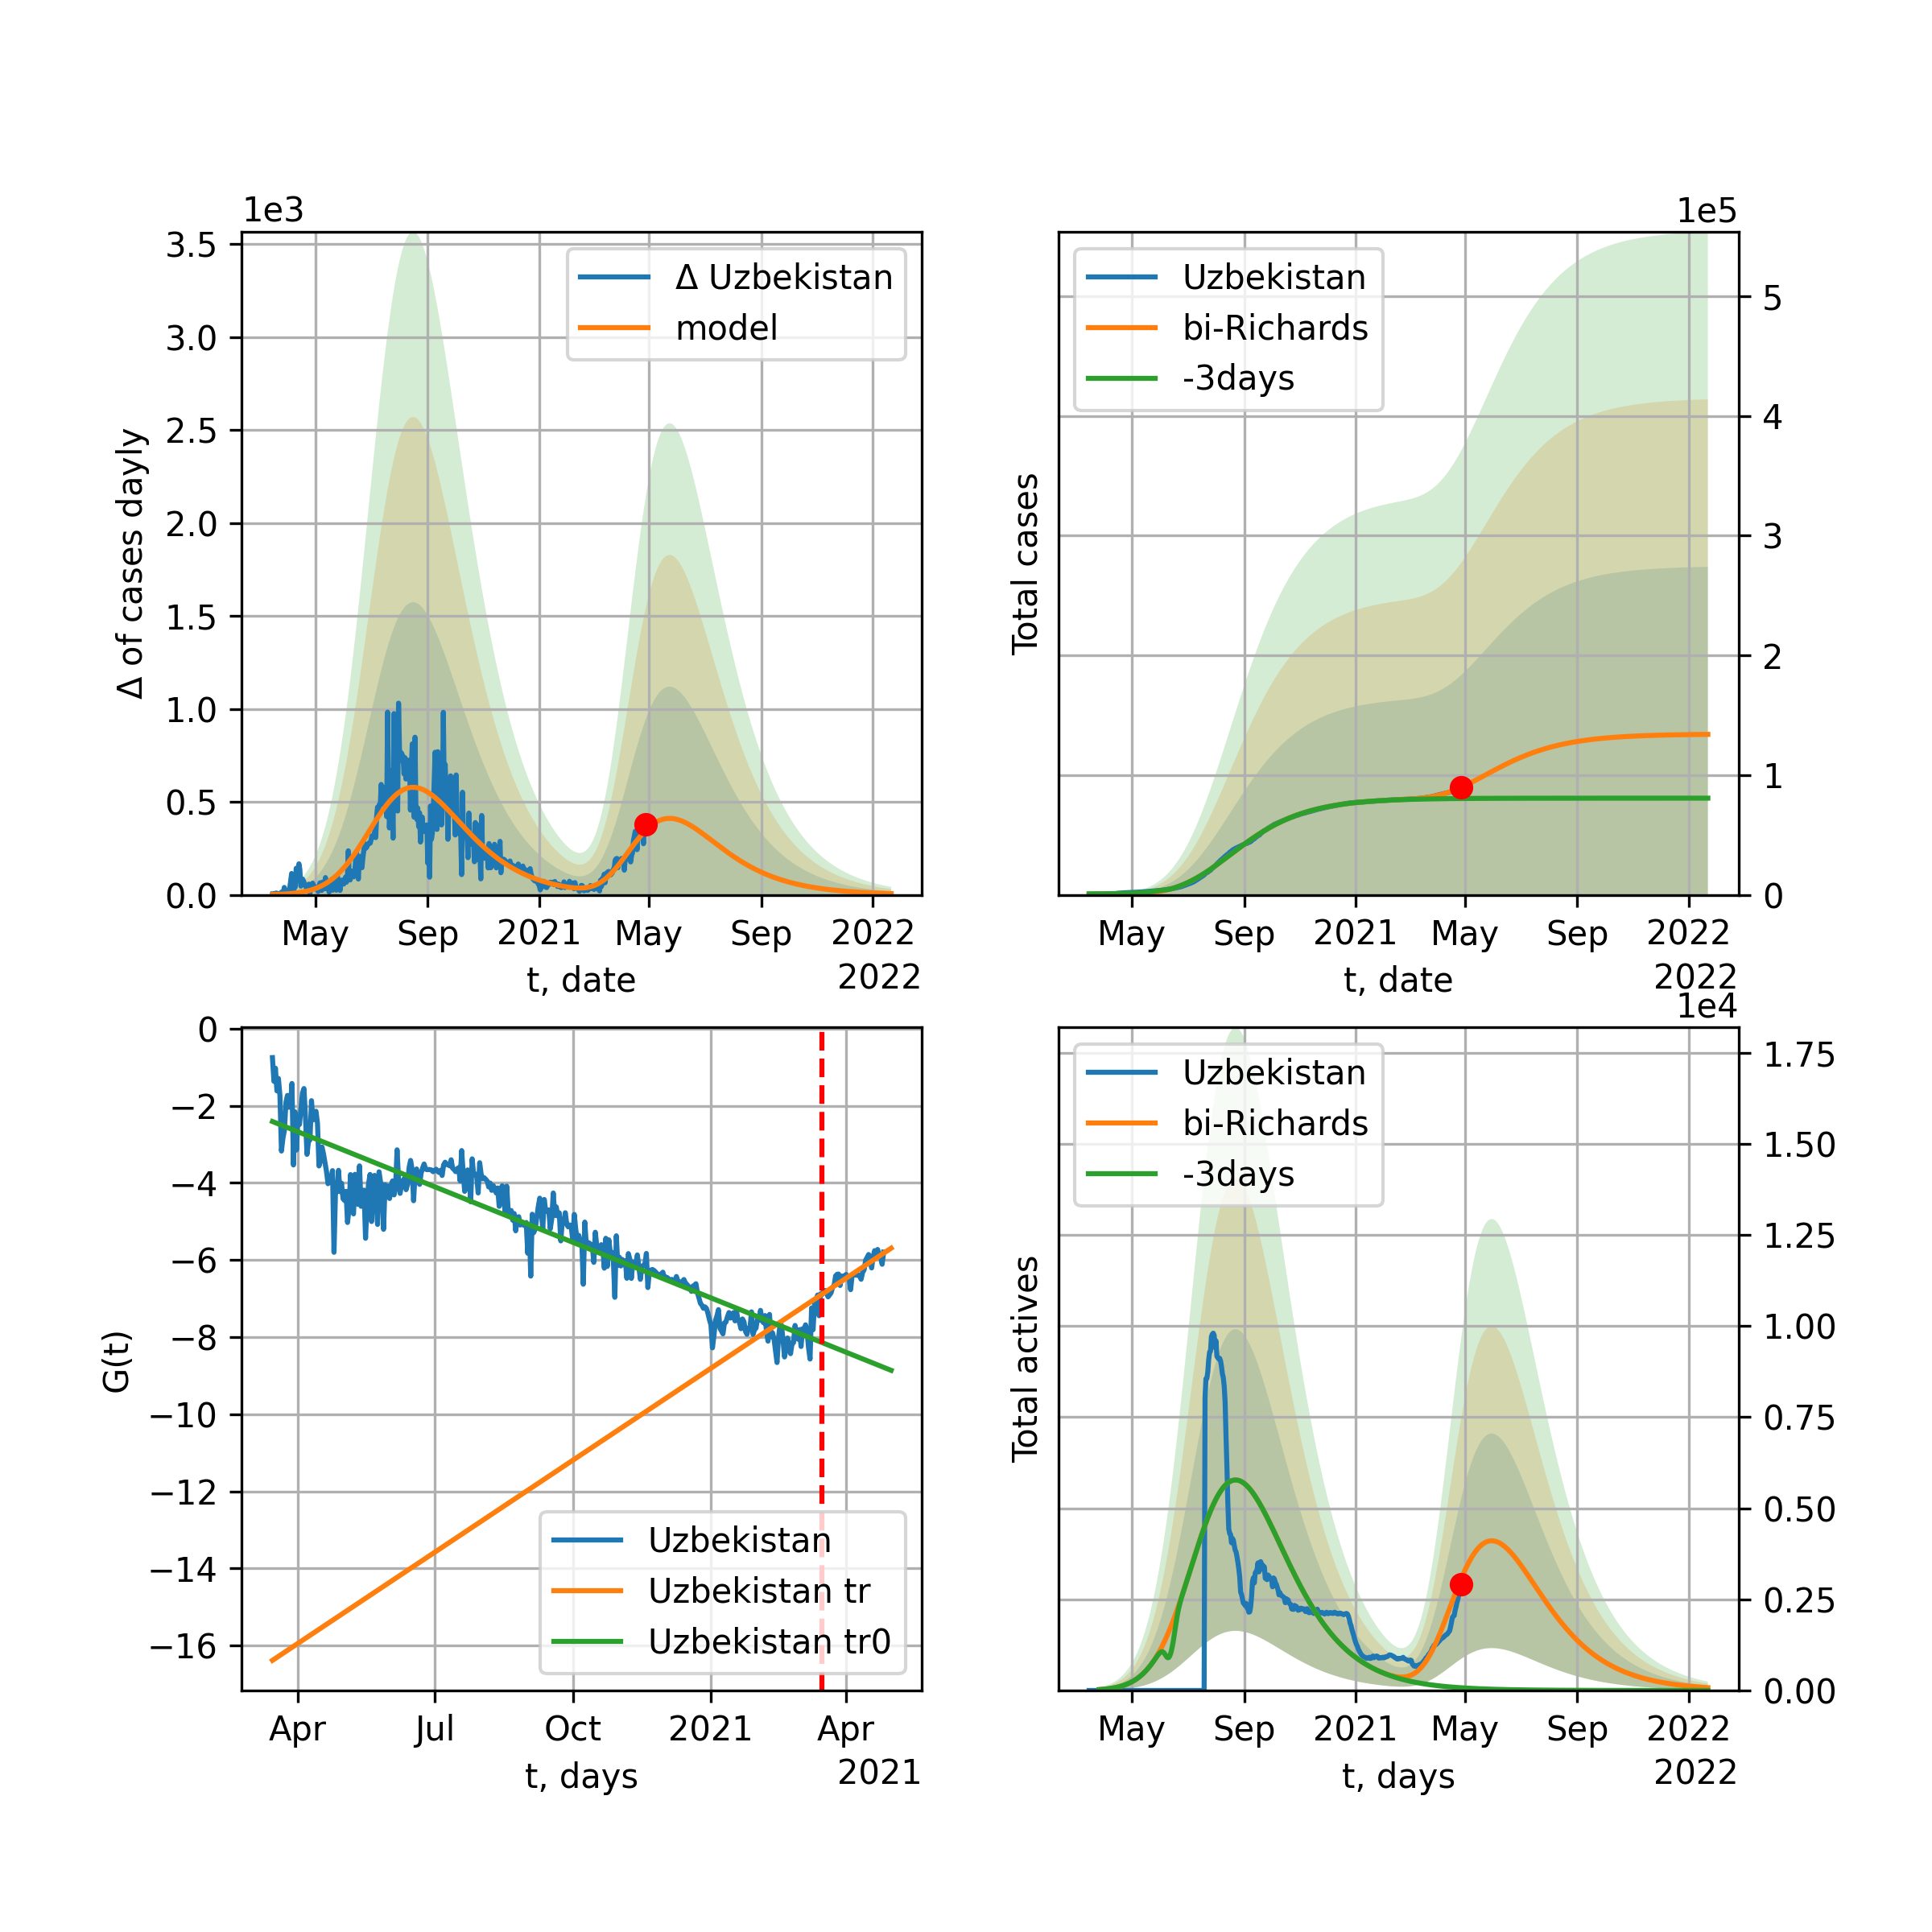 1e3
3.5
3.0
2.5
2.0
1.5
1.0
0.5
0.0
Δ of cases dayly
Δ Uzbekistan
model
May Sep 2021 May Sep 2022
t, date
2022
1e5
Total cases
Uzbekistan
bi-Richards
-3days
5
4
3
2
1
0
May Sep 2021 May Sep 2022
t, date
2022
0
−2
−4
−6
−8
−10
−12
−14
−16
G(t)
Uzbekistan
Uzbekistan tr
Uzbekistan tr0
Apr Jul Oct 2021 Apr
t, days
2021
1e4
Total actives
Uzbekistan
bi-Richards
-3days
1.75
1.50
1.25
1.00
0.75
0.50
0.25
0.00
May Sep 2021 May Sep 2022
t, days
2022